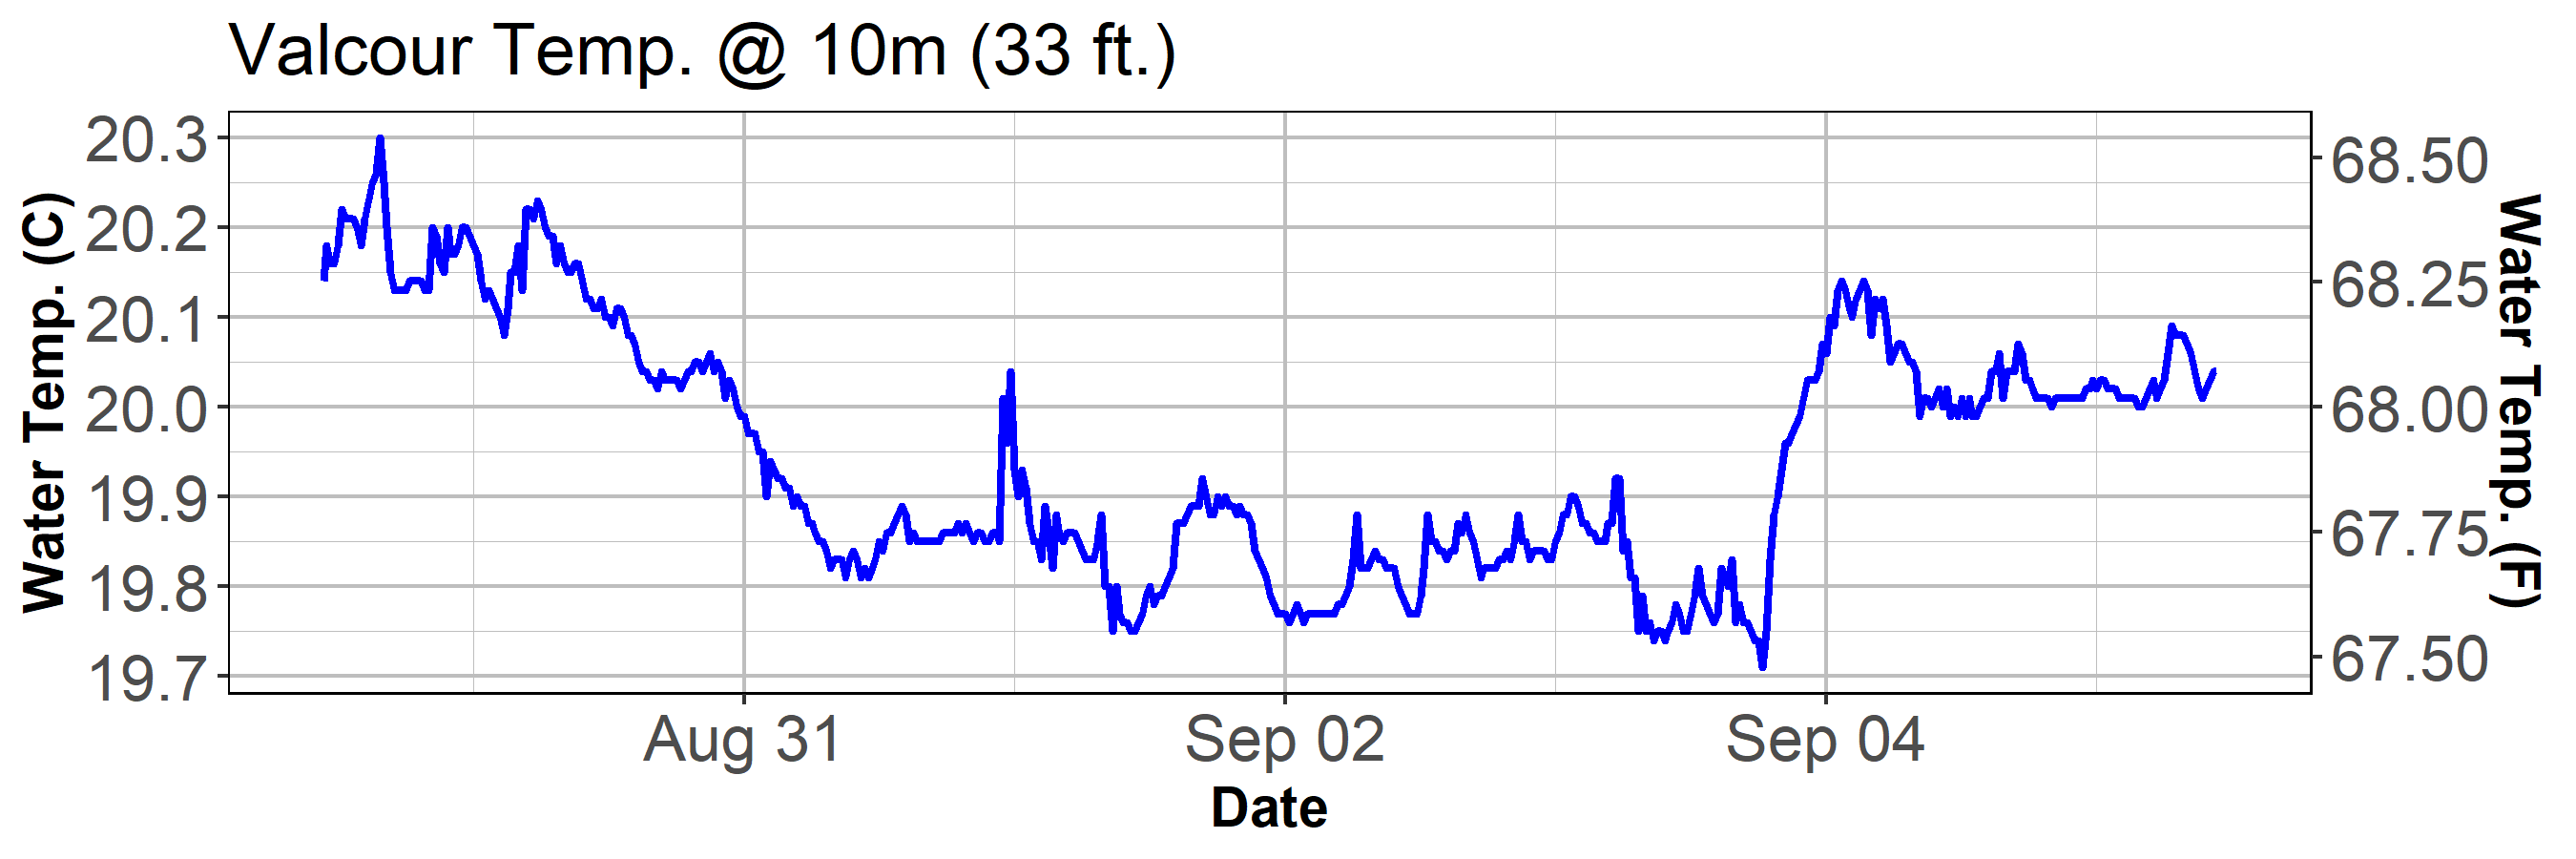 Valcour Temp. @ 10m (33 ft.)
Water Temp. (C)
20.3
20.2
20.1
20.0
19.9
19.8
19.7
68.50
68.25
68.00
67.75
67.50
Water Temp. (F)
Aug 31
Sep 02
Sep 04
Date